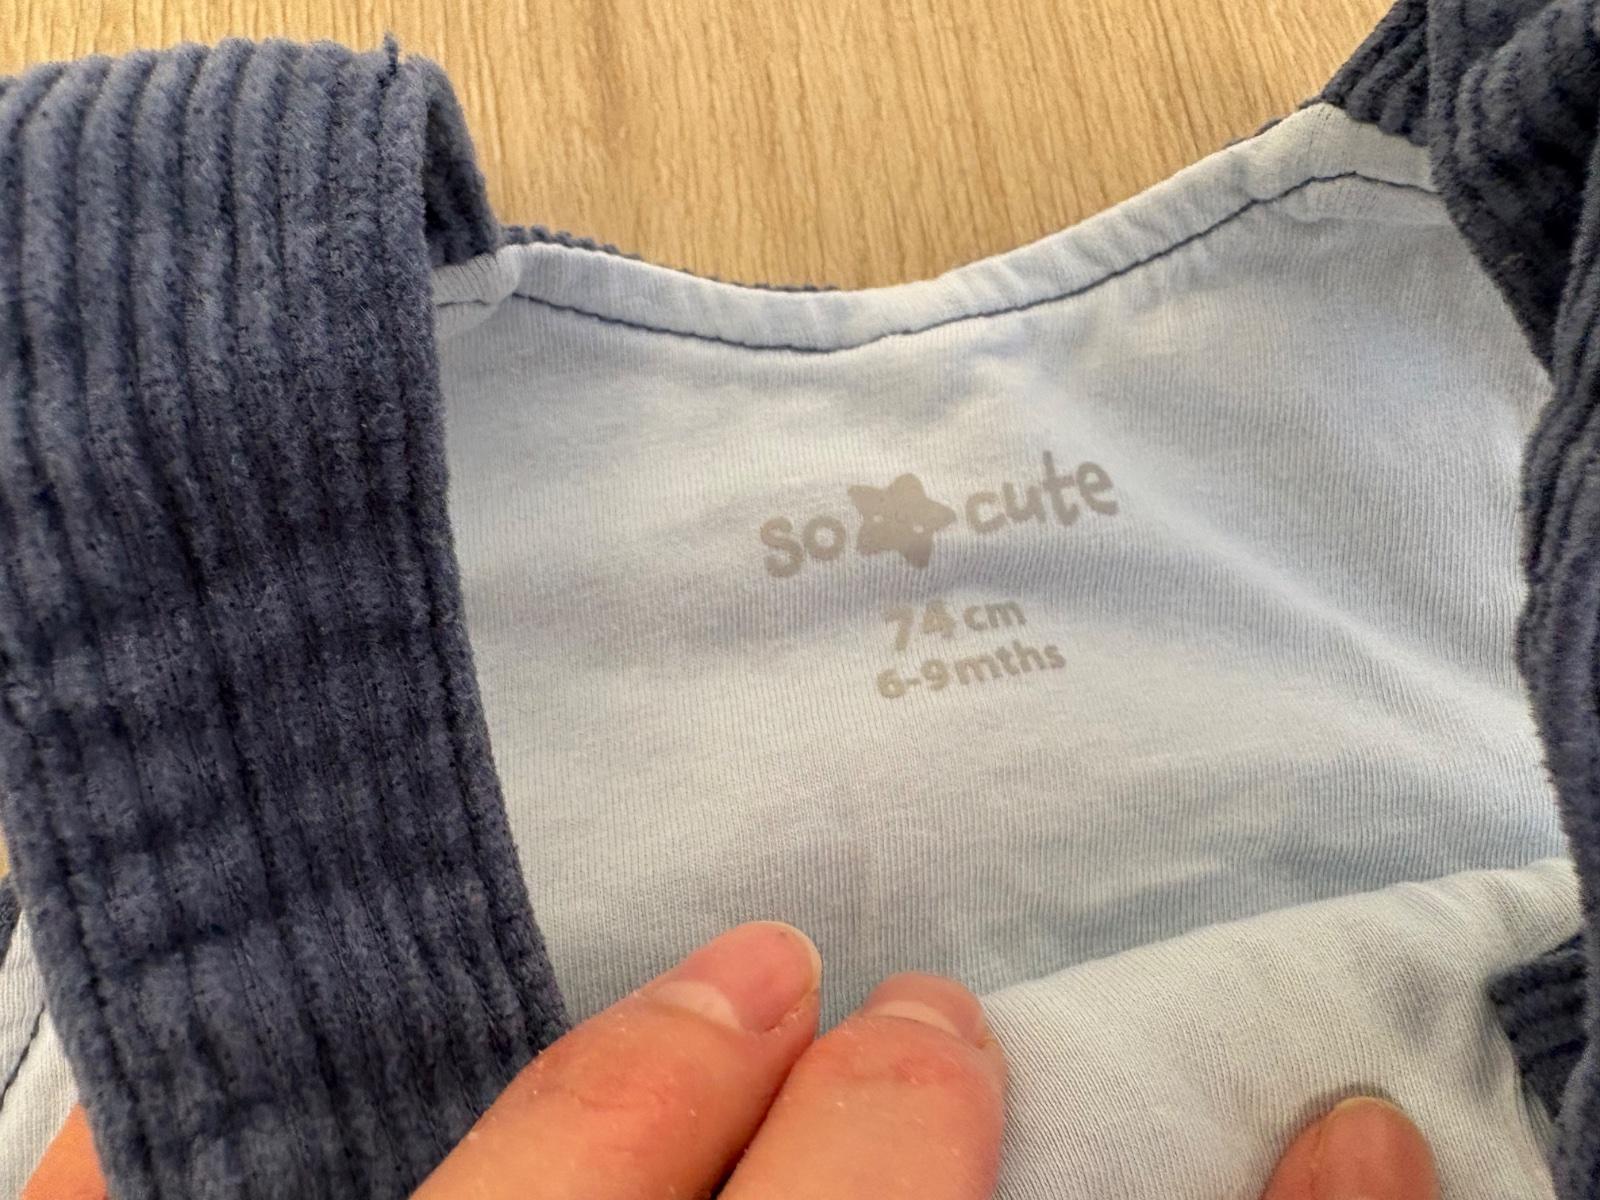 so cute
74 cm
6-9 mths